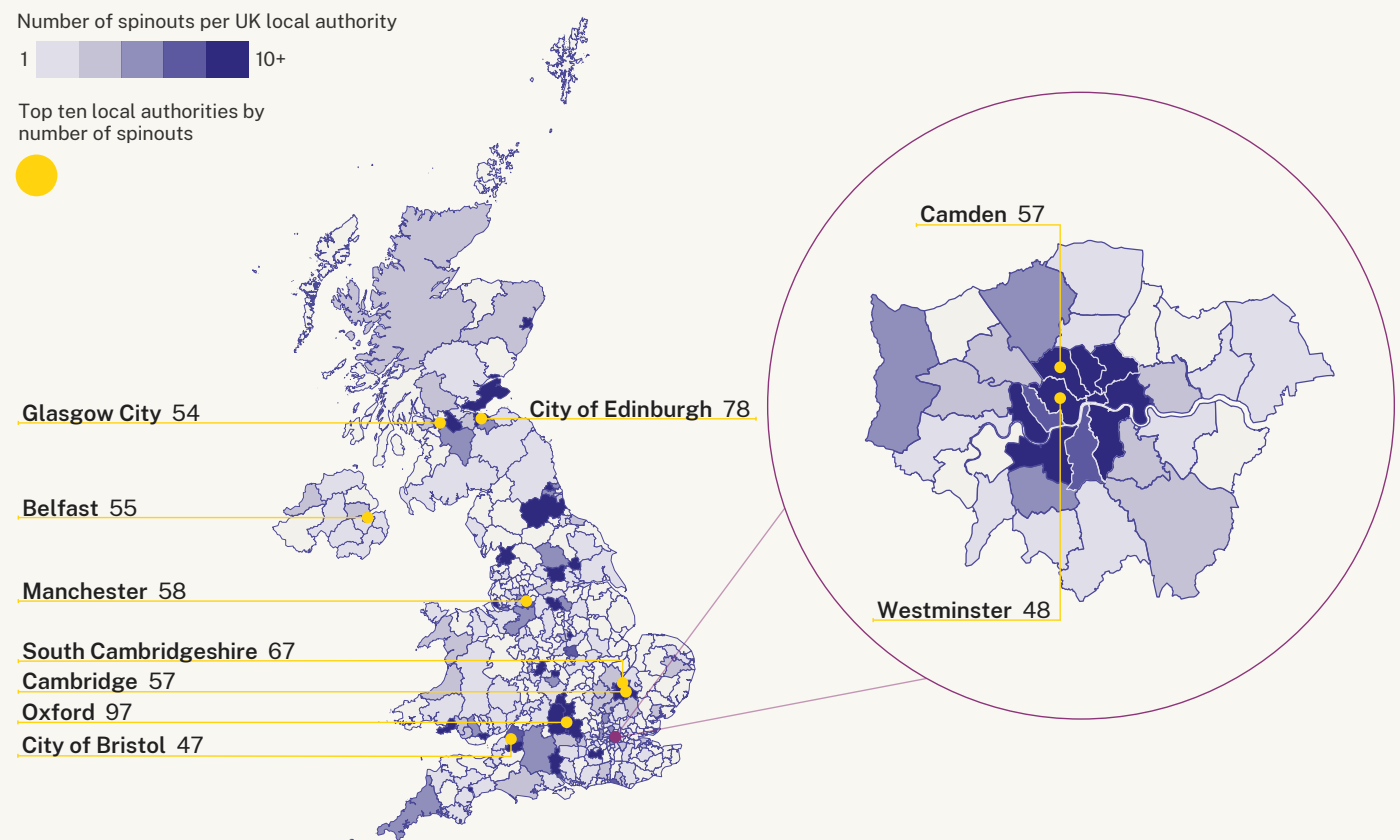 Number of spinouts per UK local authority
1 10+
Top ten local authorities by
number of spinouts
Camden 57
Glasgow City 54
City of Edinburgh 78
Belfast 55
Manchester 58
Westminster 48
South Cambridgeshire 67
Cambridge 57
Oxford 97
City of Bristol 47